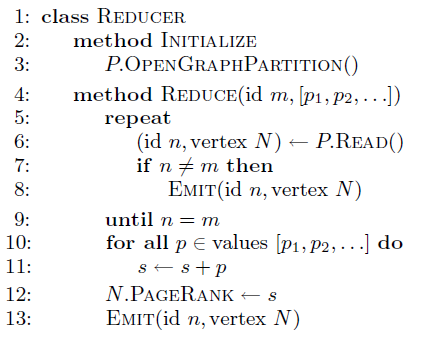 1: class REDUCER
2: method INITIALIZE
3: P.OPENGRAPHPARTITION()
4: method REDUCE(id m, [p₁, p₂, . . .])
5: repeat
6: (id n, vertex N) ← P.READ()
7: if n ≠ m then
8: EMIT(id n, vertex N)
9: until n = m
10: for all p ∈ values [p₁, p₂, . . .] do
11: s ← s + p
12: N.PAGERANK ← s
13: EMIT(id n, vertex N)